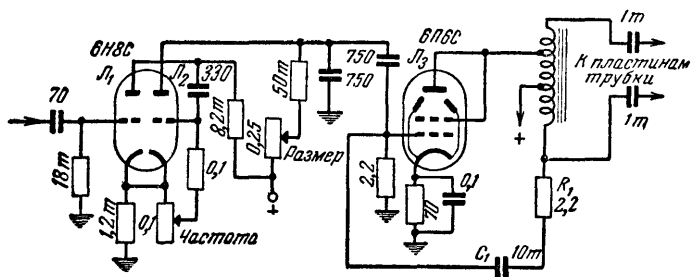 6Н8С
Л₁
Л₂
330
70
18т
1,2т
0,1
Частота
0,1
8,2т
0,25
50т
Размер
+
750
750
6П6С
Л₃
2,2
70
0,1
C₁
10т
R₁
2,2
+
1т
К пластинам
трубки
1т